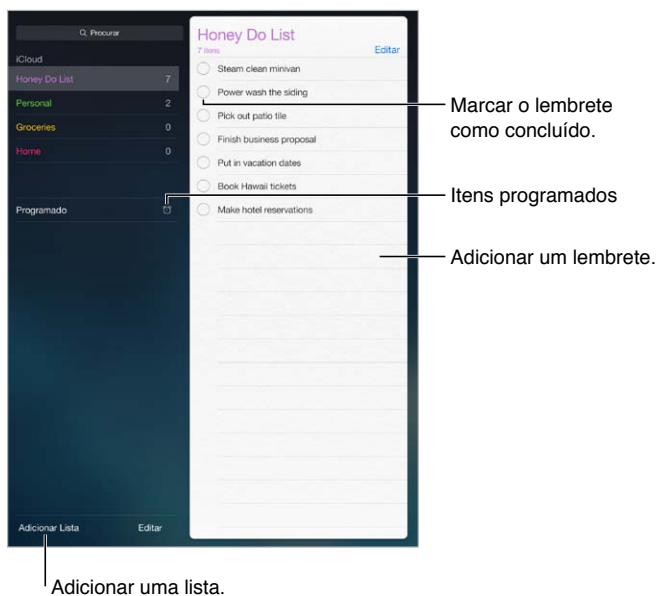 Procurar
iCloud
Honey Do List 7
Personal 2
Groceries 0
Home 0
Programado
Adicionar Lista Editar
Honey Do List
7 itens Editar
Steam clean minivan
Power wash the siding
Pick out patio tile
Finish business proposal
Put in vacation dates
Book Hawaii tickets
Make hotel reservations
Marcar o lembrete
como concluído.
Itens programados
Adicionar um lembrete.
Adicionar uma lista.